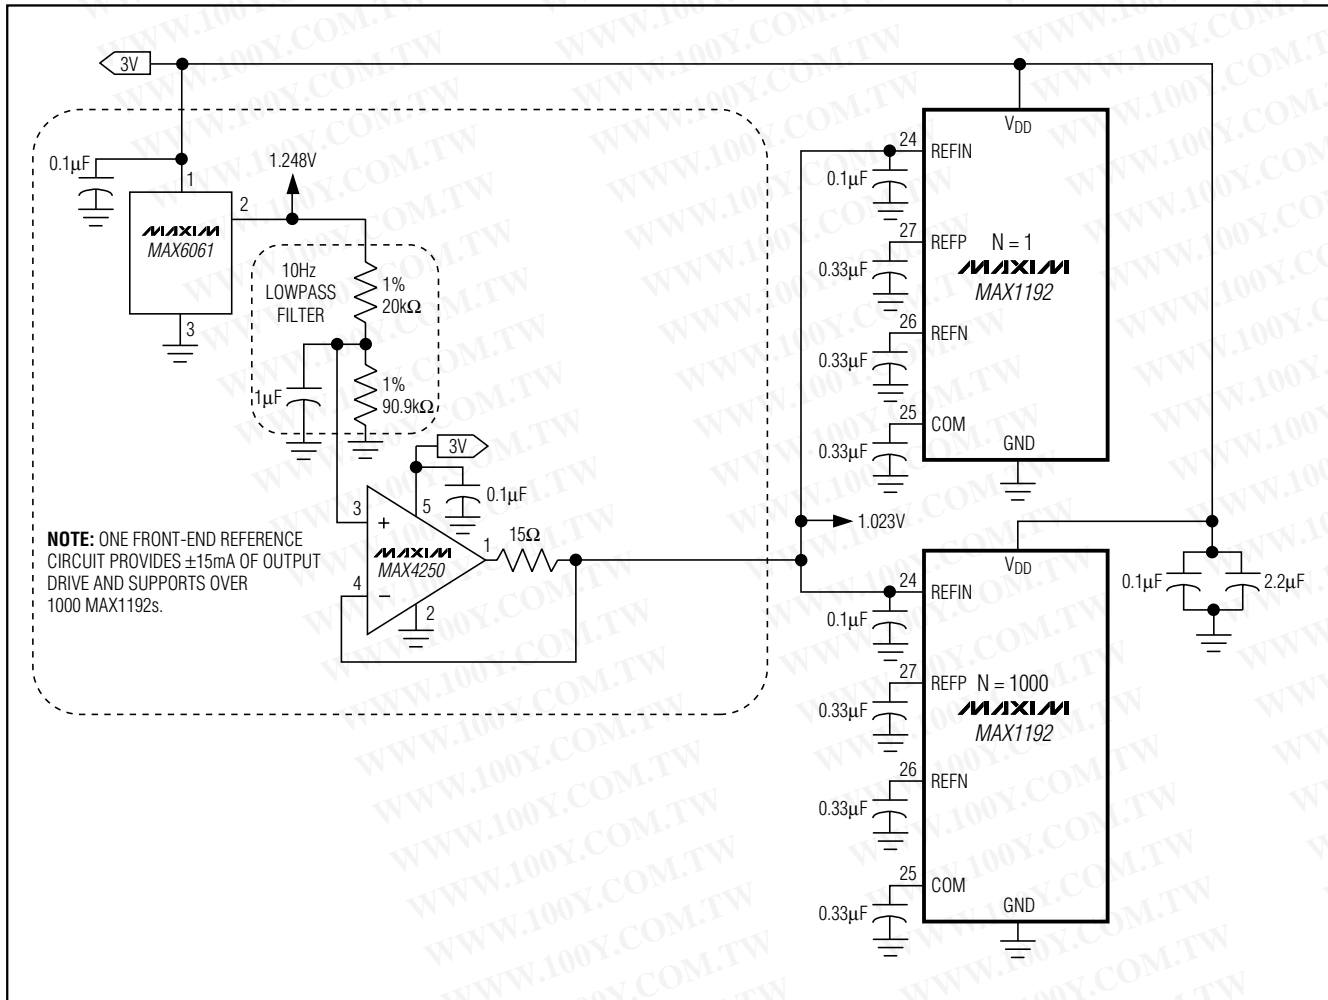 3V
0.1µF
1
1.248V
2
MAXIM
MAX6061
3
10Hz
LOWPASS
FILTER
1%
20kΩ
1µF
1%
90.9kΩ
3V
5
0.1µF
3
+
MAXIM
MAX4250
4
−
1
15Ω
2
NOTE: ONE FRONT-END REFERENCE
CIRCUIT PROVIDES ±15mA OF OUTPUT
DRIVE AND SUPPORTS OVER
1000 MAX1192s.
VDD
24
REFIN
0.1µF
27
REFP
N = 1
MAXIM
MAX1192
0.33µF
26
REFN
0.33µF
25
COM
0.33µF
GND
1.023V
VDD
24
REFIN
0.1µF
27
REFP
N = 1000
MAXIM
MAX1192
0.33µF
26
REFN
0.33µF
25
COM
0.33µF
GND
0.1µF
2.2µF
WWW.100Y.COM.TW